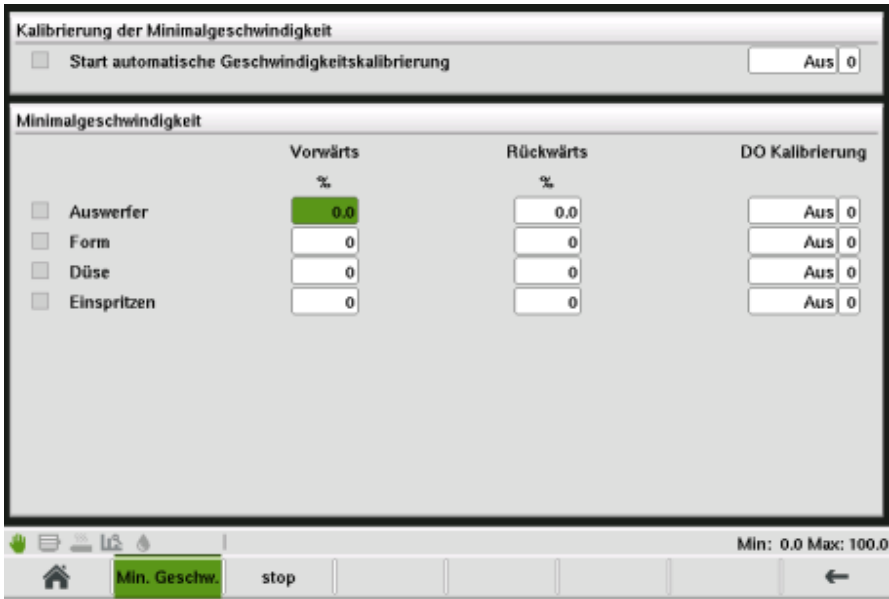 Kalibrierung der Minimalgeschwindigkeit
Start automatische Geschwindigkeitskalibrierung Aus 0
Minimalgeschwindigkeit
Vorwärts Rückwärts DO Kalibrierung
% %
Auswerfer 0.0 0.0 Aus 0
Form 0 0 Aus 0
Düse 0 0 Aus 0
Einspritzen 0 0 Aus 0
Min: 0.0 Max: 100.0
Min. Geschw. stop